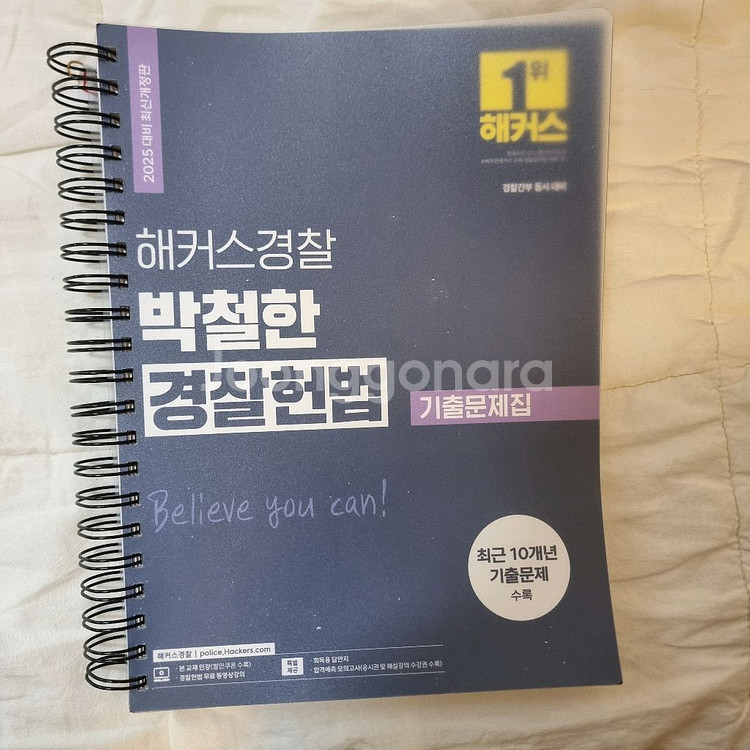 2025 대비 최신개정판
1위
해커스
경찰간부 동시 대비
해커스경찰
박철한
경찰헌법
기출문제집
Joonggonara
Believe you can!
최근 10개년
기출문제
수록
해커스경찰 | police.Hackers.com
· 본 교재 인강(할인쿠폰 수록)
· 경찰헌법 무료 동영상강의
특별
제공
· 회독용 답안지
· 합격예측 모의고사(응시권 및 해설강의 수강권 수록)